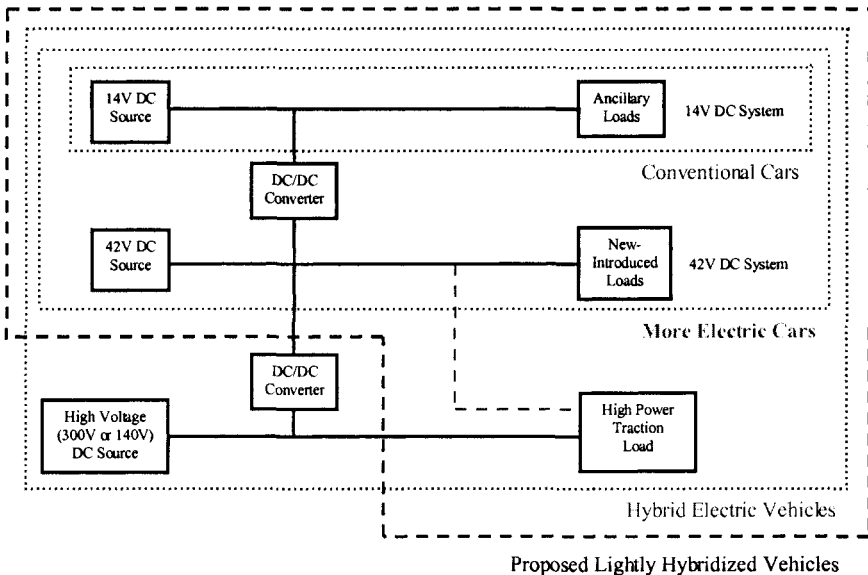 14V DC
Source
Ancillary
Loads
14V DC System
Conventional Cars
DC/DC
Converter
42V DC
Source
New-
Introduced
Loads
42V DC System
More Electric Cars
DC/DC
Converter
High Voltage
(300V or 140V)
DC Source
High Power
Traction
Load
Hybrid Electric Vehicles
Proposed Lightly Hybridized Vehicles